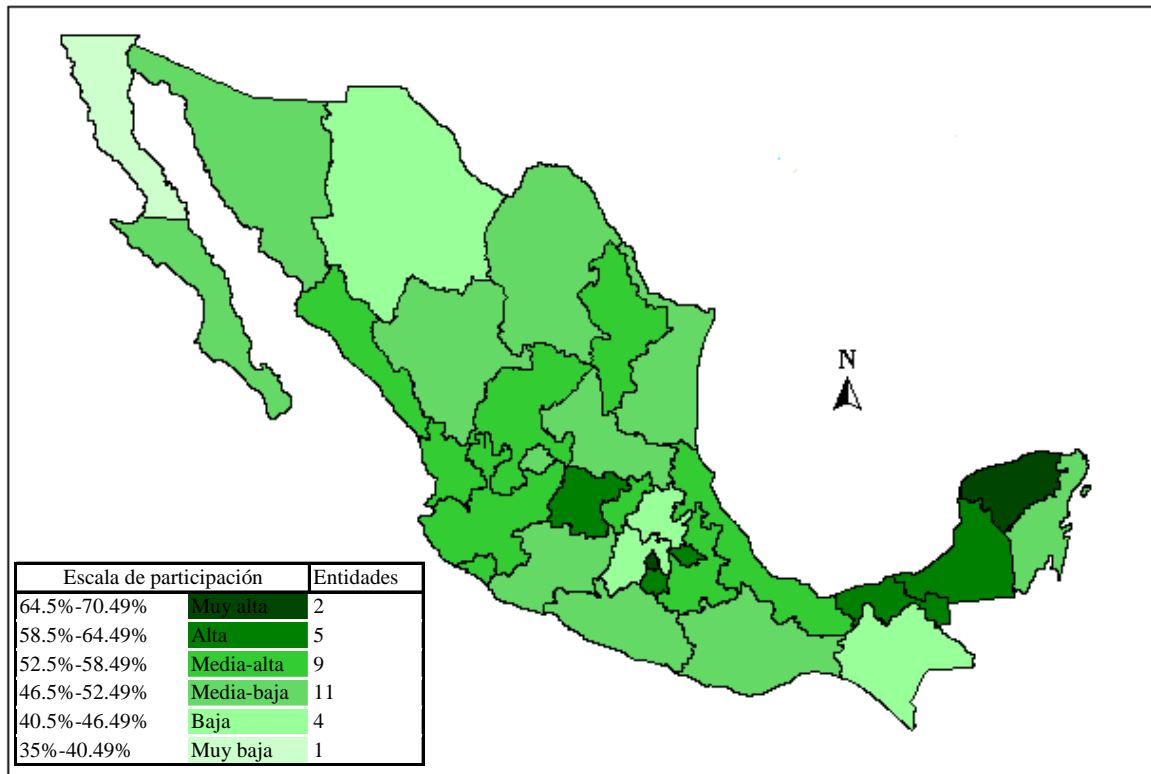 N
Escala de participación Entidades
64.5%-70.49% Muy alta 2
58.5%-64.49% Alta 5
52.5%-58.49% Media-alta 9
46.5%-52.49% Media-baja 11
40.5%-46.49% Baja 4
35%-40.49% Muy baja 1